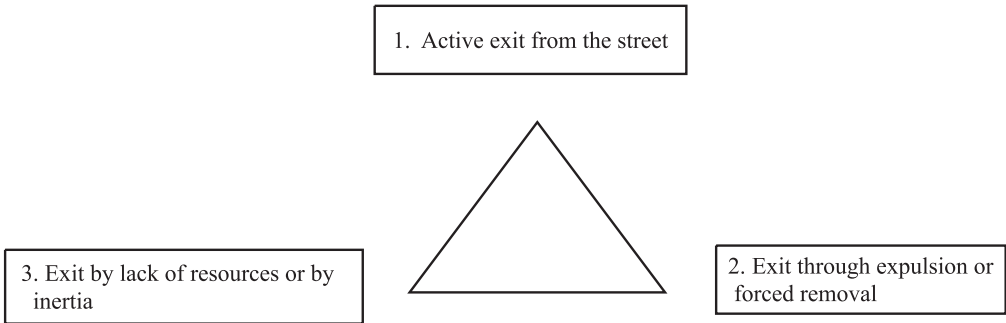 1. Active exit from the street
3. Exit by lack of resources or by
inertia
2. Exit through expulsion or
forced removal